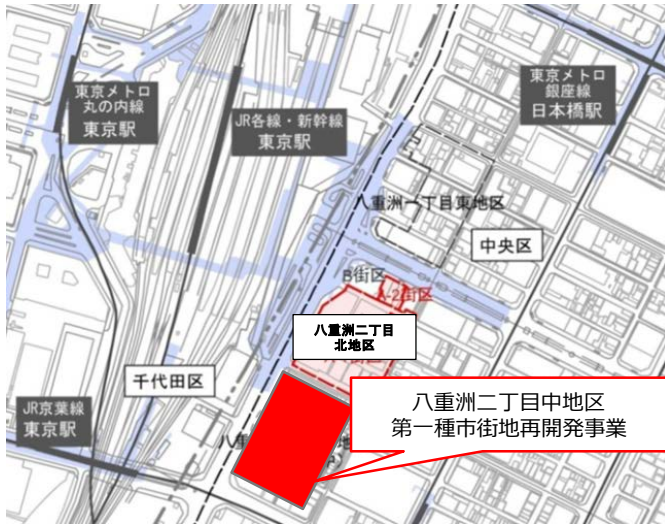 東京メトロ
丸の内線
東京駅
JR各線・新幹線
東京駅
東京メトロ
銀座線
日本橋駅
八重洲一丁目東地区
中央区
B街区
A-2街区
八重洲二丁目
北地区
千代田区
八重洲二丁目中地区
第一種市街地再開発事業
JR京葉線
東京駅